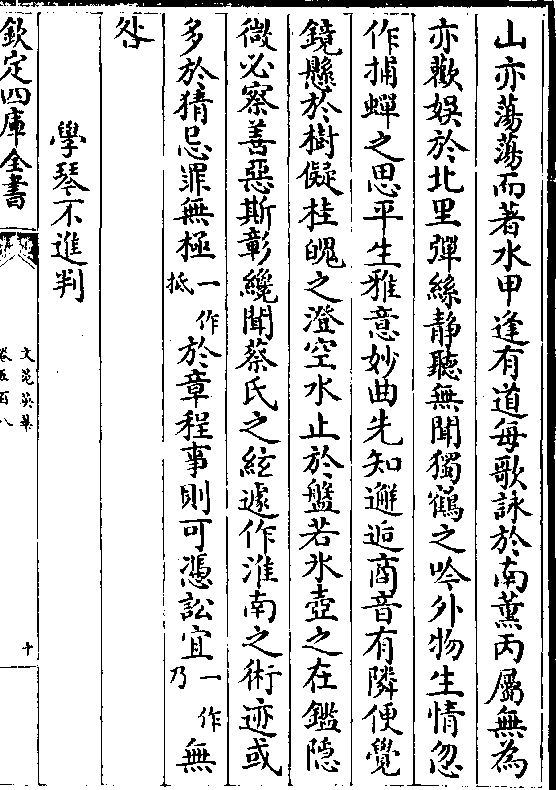 山亦蕩蕩而著水甲逢有道每歌詠於南薫丙屬無為
亦歡娯於北里彈絲静聽無聞獨鶴之吟外物生情忽
作捕蟬之思平生雅意妙曲先知邂逅商音有隣便覺
鏡懸於樹儗桂魄之澄空水止於盤若氷壺之在鑑隠
微必察善惡斯彰纔聞蔡氏之絃遽作淮南之術迹或
多於猜忌罪無極一作抵於章程事則可憑訟宜一作乃無
咎
學琴不進判
欽定四庫全書
文苑英華
卷五百八
十